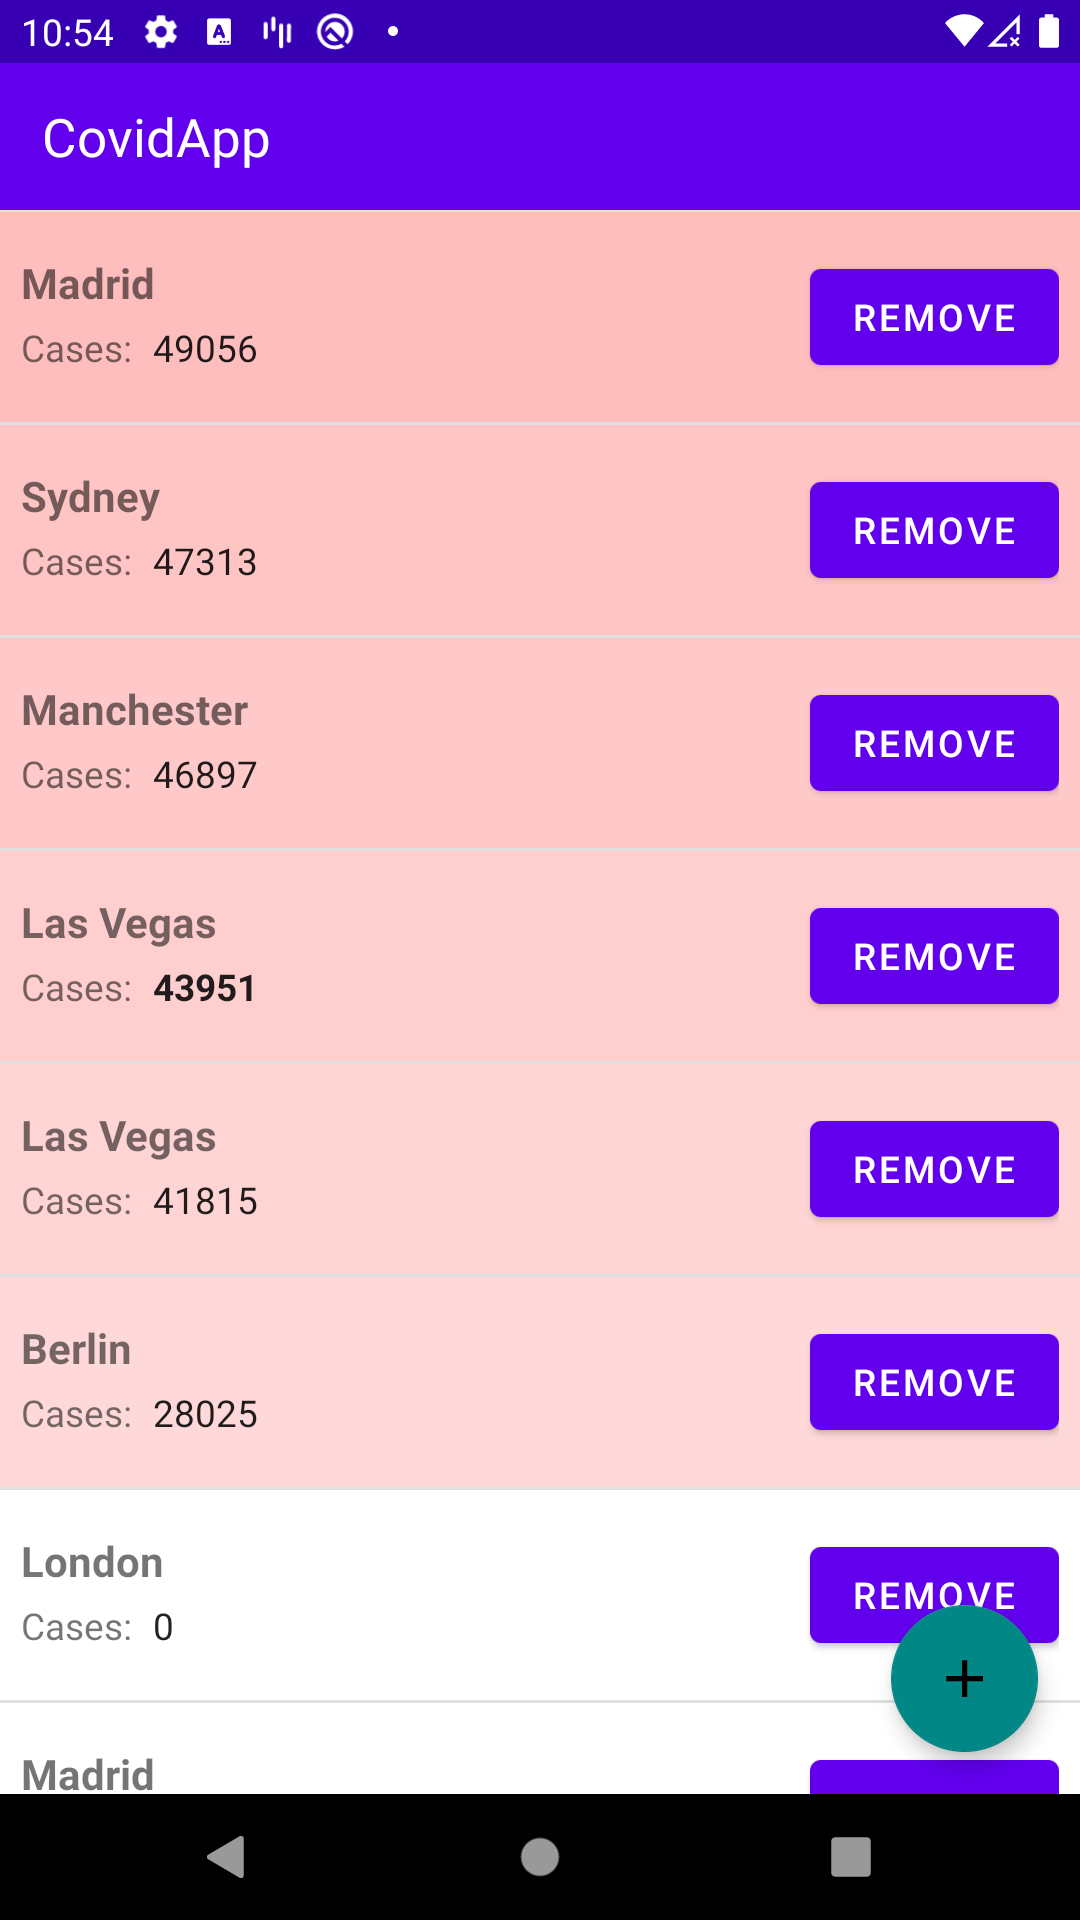 10:54
CovidApp
Madrid
Cases: 49056
REMOVE
Sydney
Cases: 47313
REMOVE
Manchester
Cases: 46897
REMOVE
Las Vegas
Cases: 43951
REMOVE
Las Vegas
Cases: 41815
REMOVE
Berlin
Cases: 28025
REMOVE
London
Cases: 0
REMOVE
Madrid